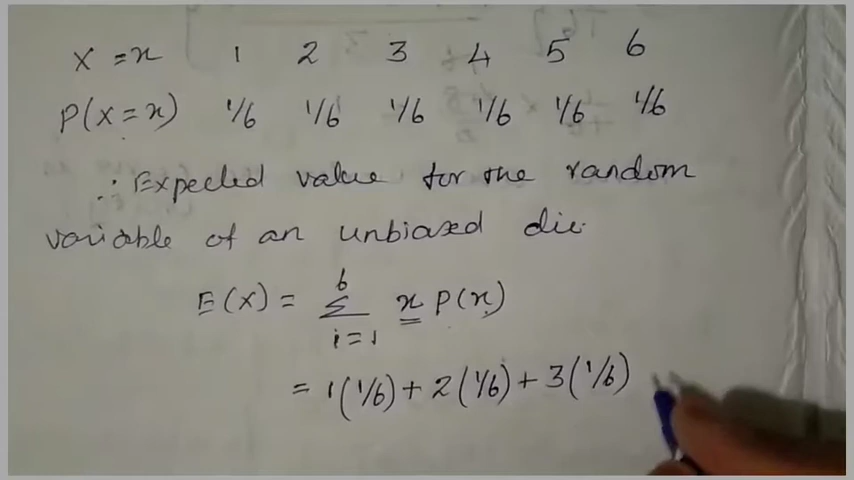 X = x 1 2 3 4 5 6
P(X = x) 1/6 1/6 1/6 1/6 1/6 1/6
∴ Expected value for the random
variable of an unbiased die.
E(X) = 6
Σ x P(x)
i = 1
= 1(1/6) + 2(1/6) + 3(1/6)